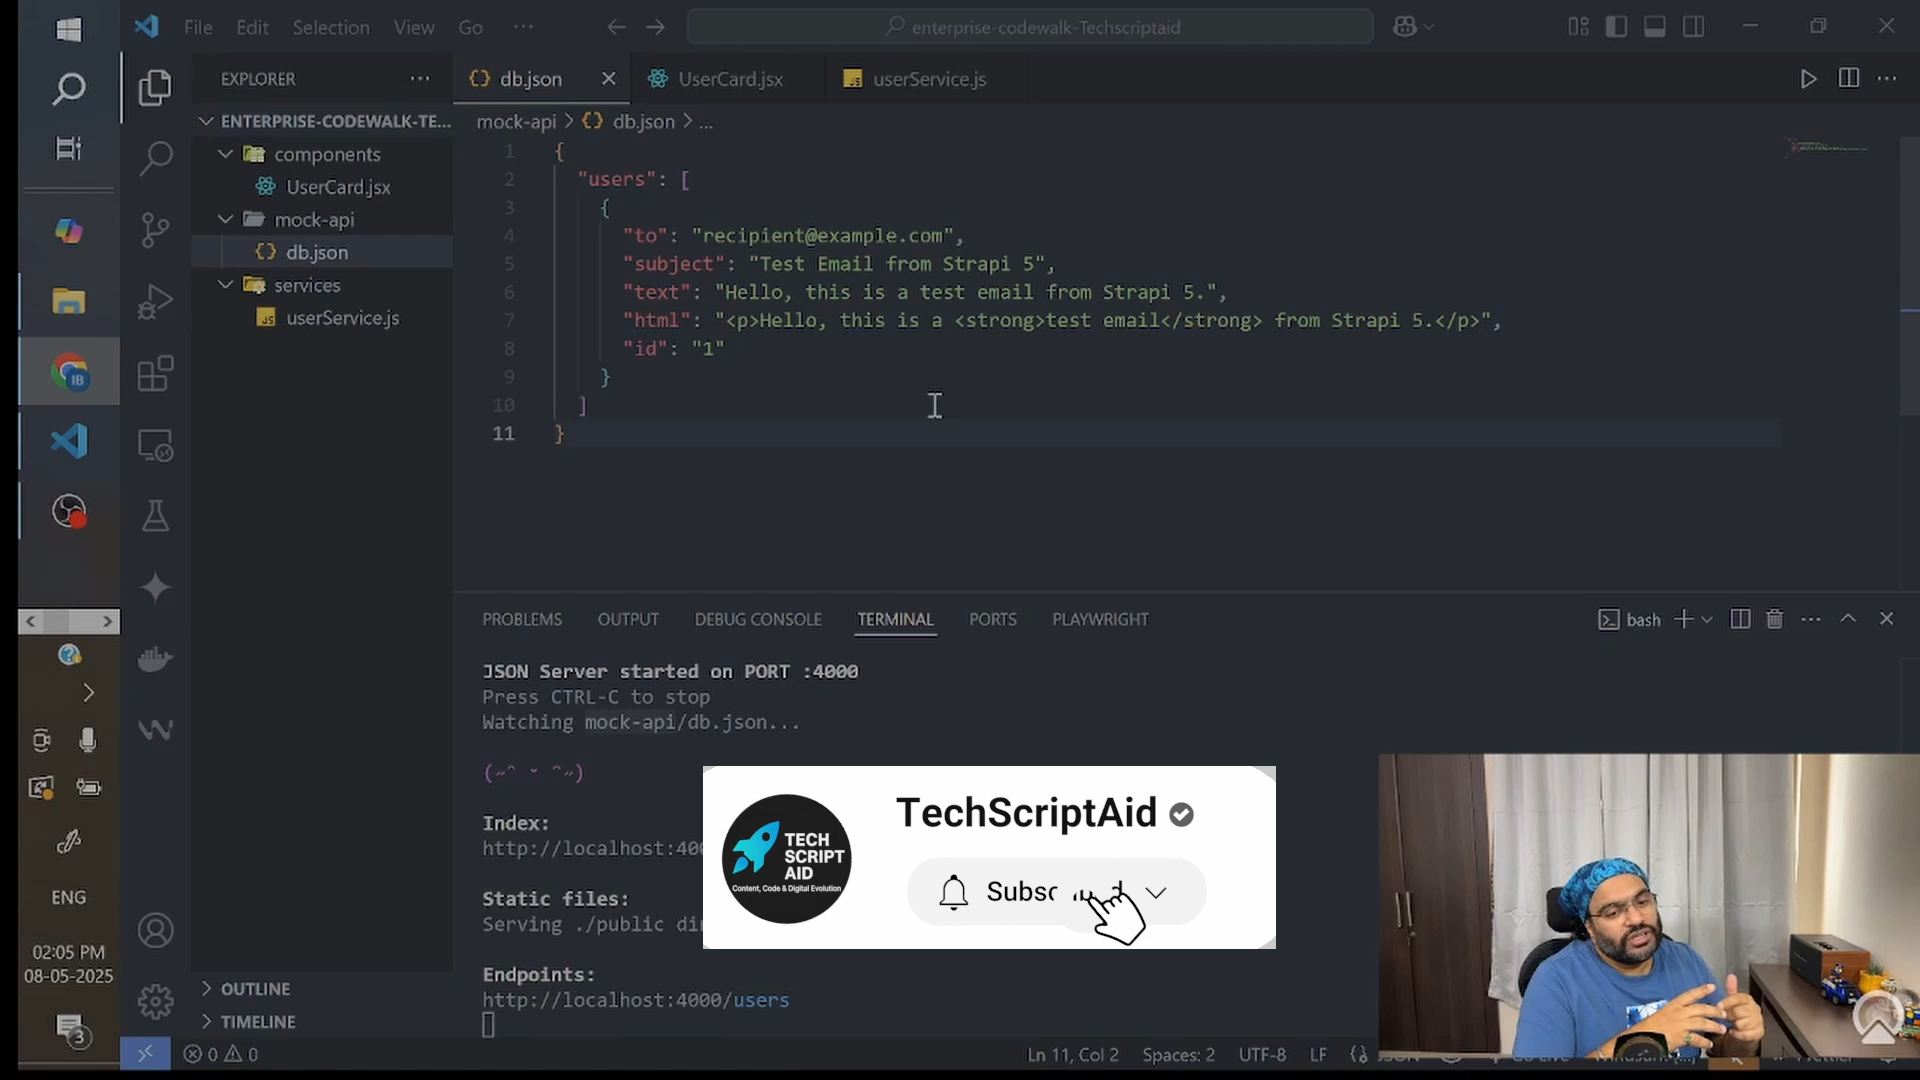 File Edit Selection View Go ...
enterprise-codewalk-Techscriptaid
EXPLORER
db.json
UserCard.jsx
userService.js
ENTERPRISE-CODEWALK-TE...
components
UserCard.jsx
mock-api
db.json
services
userService.js
mock-api > {} db.json > ...
1 {
2 "users": [
3 {
4 "to": "recipient@example.com",
5 "subject": "Test Email from Strapi 5",
6 "text": "Hello, this is a test email from Strapi 5.",
7 "html": "<p>Hello, this is a <strong>test email</strong> from Strapi 5.</p>",
8 "id": "1"
9 }
10 ]
11 }
PROBLEMS OUTPUT DEBUG CONSOLE TERMINAL PORTS PLAYWRIGHT
bash
JSON Server started on PORT :4000
Press CTRL-C to stop
Watching mock-api/db.json...
(˶ᵔ ᵕ ᵔ˶)
Index:
http://localhost:40
Static files:
Serving ./public di
Endpoints:
http://localhost:4000/users
TechScriptAid
TECH
SCRIPT
AID
Content, Code & Digital Evolution
Subsc
IB
ENG
02:05 PM
08-05-2025
3
OUTLINE
TIMELINE
0 0
Ln 11, Col 2 Spaces: 2 UTF-8 LF